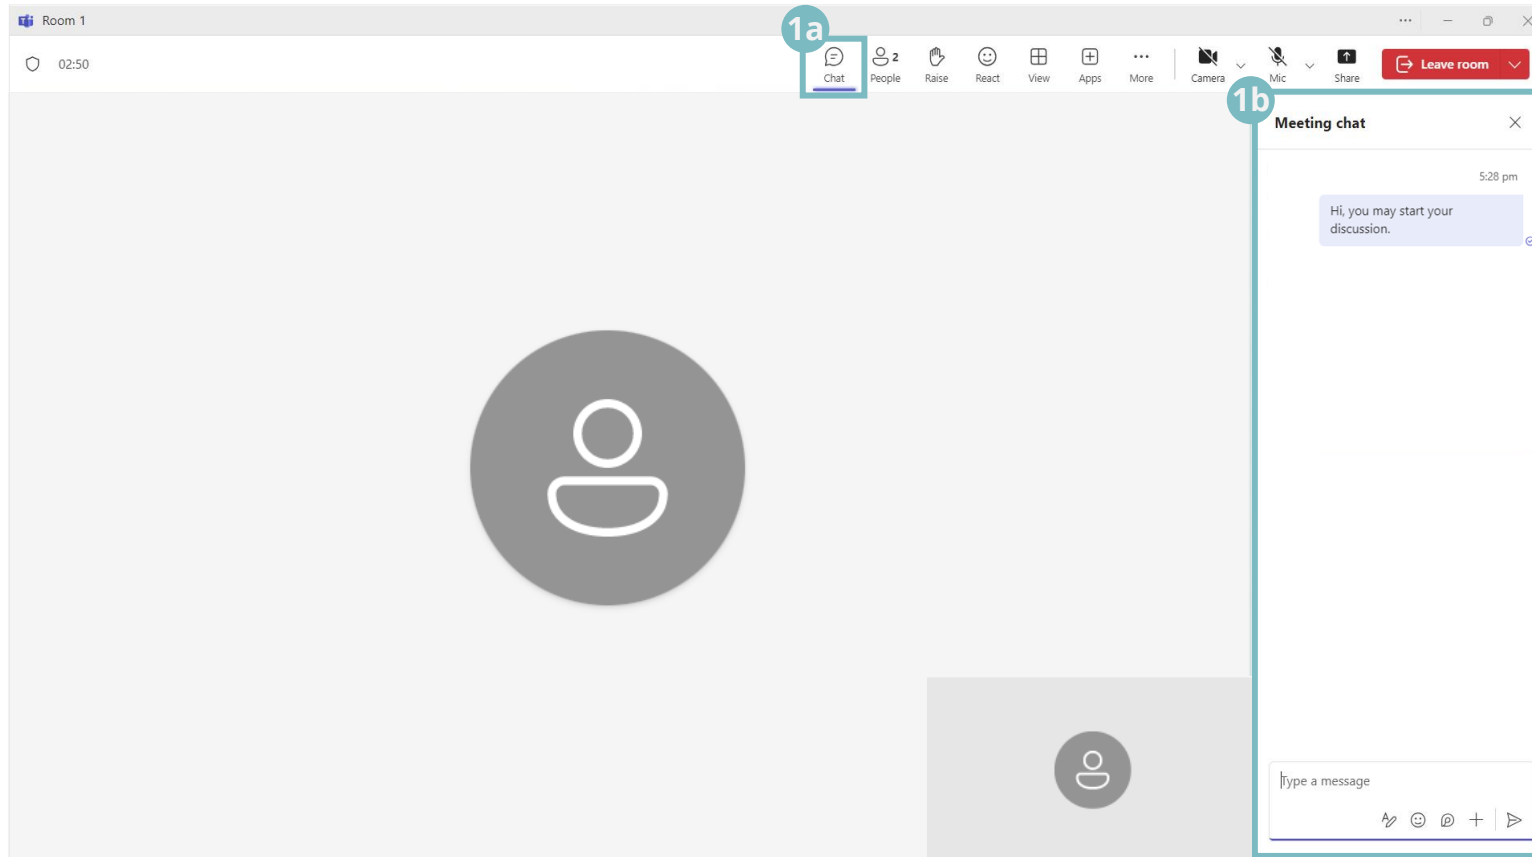 Room 1
1a
02:50
Chat
2
People
Raise
React
View
Apps
More
Camera
Mic
Share
Leave room
1b
Meeting chat
5:28 pm
Hi, you may start your
discussion.
Type a message